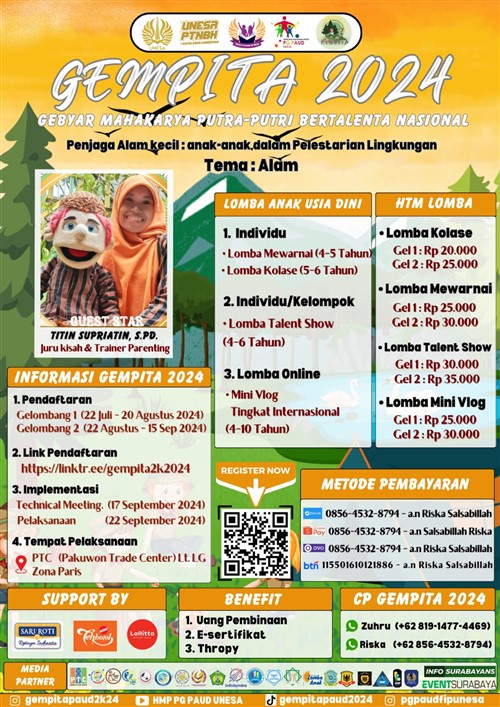 UNESA
UNESA
PTNBH
GEMPITA 2024
GEBYAR MAHAKARYA PUTRA-PUTRI BERTALENTA NASIONAL
Penjaga Alam kecil : anak-anak dalam Pelestarian Lingkungan
Tema : Alam
GUEST STAR
TITIN SUPRIATIN, S.PD.
Juru kisah & Trainer Parenting
LOMBA ANAK USIA DINI
1. Individu
• Lomba Mewarnai (4-5 Tahun)
• Lomba Kolase (5-6 Tahun)
2. Individu/Kelompok
• Lomba Talent Show
(4-6 Tahun)
3. Lomba Online
• Mini Vlog
Tingkat Internasional
(4-10 Tahun)
HTM LOMBA
• Lomba Kolase
Gel 1 : Rp 20.000
Gel 2 : Rp 25.000
• Lomba Mewarnai
Gel 1 : Rp 25.000
Gel 2 : Rp 30.000
• Lomba Talent Show
Gel 1 : Rp 30.000
Gel 2 : Rp 35.000
• Lomba Mini Vlog
Gel 1 : Rp 25.000
Gel 2 : Rp 30.000
INFORMASI GEMPITA 2024
1. Pendaftaran
Gelombang 1 (22 Juli - 20 Agustus 2024)
Gelombang 2 (22 Agustus - 15 Sep 2024)
2. Link Pendaftaran
https://linktr.ee/gempita2k2024
3. Implementasi
Technical Meeting. (17 September 2024)
Pelaksanaan (22 September 2024)
4. Tempat Pelaksanaan
PTC (Pakuwon Trade Center) Lt. LG
Zona Paris
REGISTER NOW
METODE PEMBAYARAN
0856-4532-8794 - a.n Riska Salsabillah
Pay 0856-4532-8794 - a.n Salsabillah Riska
OVO 0856-4532-8794 - a.n Riska Salsabillah
btn 115501610121886 - a.n Riska Salsabillah
SUPPORT BY
SARI ROTI
LaRitta
BENEFIT
1. Uang Pembinaan
2. E-sertifikat
3. Thropy
CP GEMPITA 2024
Zuhru (+62 819-1477-4469)
Riska (+62 856-4532-8794)
MEDIA
PARTNER
INFO SURABAYANS
EVENTSURABAYA
gempitapaud2k24
HMP PG PAUD UNESA
gempit.apaud2024
pgpaudfipunesa